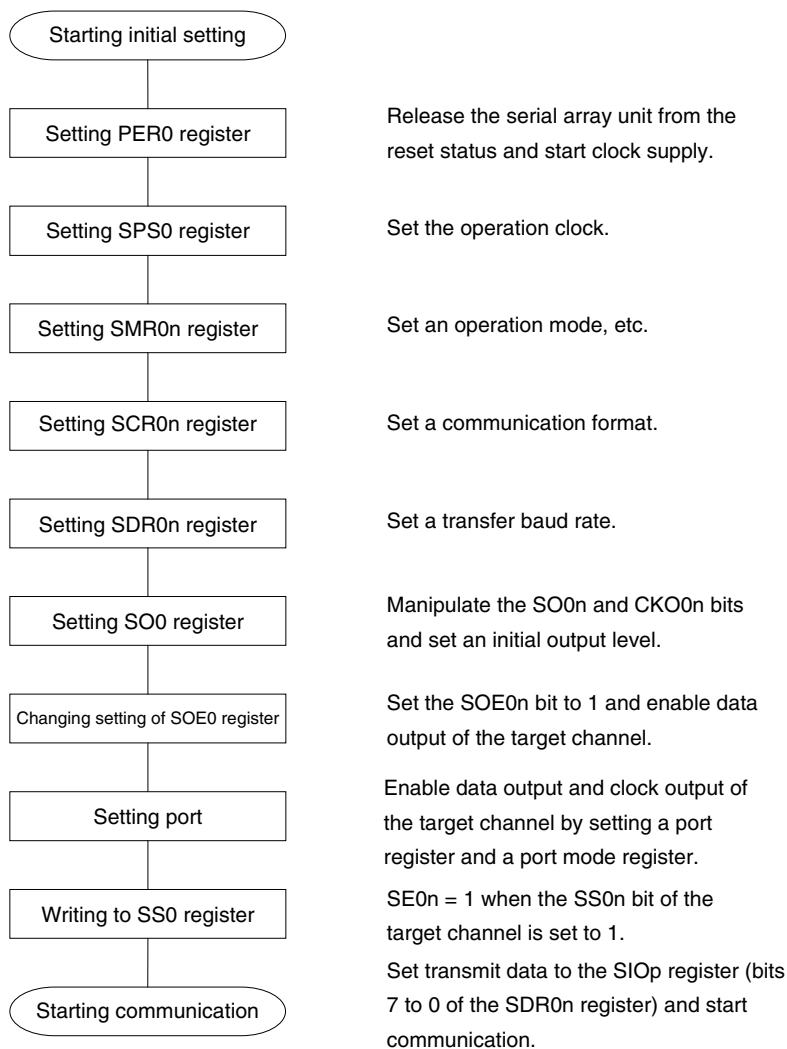 Starting initial setting
Setting PER0 register
Release the serial array unit from the
reset status and start clock supply.
Setting SPS0 register
Set the operation clock.
Setting SMR0n register
Set an operation mode, etc.
Setting SCR0n register
Set a communication format.
Setting SDR0n register
Set a transfer baud rate.
Setting SO0 register
Manipulate the SO0n and CKO0n bits
and set an initial output level.
Changing setting of SOE0 register
Set the SOE0n bit to 1 and enable data
output of the target channel.
Setting port
Enable data output and clock output of
the target channel by setting a port
register and a port mode register.
Writing to SS0 register
SE0n = 1 when the SS0n bit of the
target channel is set to 1.
Starting communication
Set transmit data to the SIOp register (bits
7 to 0 of the SDR0n register) and start
communication.